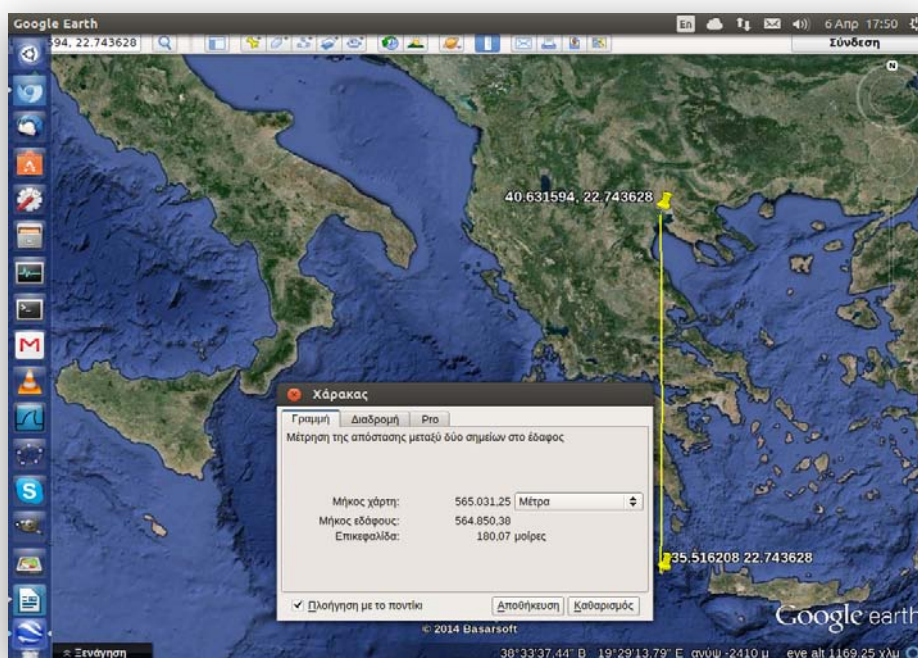 Google Earth
En
6 Απρ 17:50
594, 22.743628
Σύνδεση
N
40.631594, 22.743628
Χάρακας
Γραμμή Διαδρομή Pro
Μέτρηση της απόστασης μεταξύ δύο σημείων στο έδαφος
Μήκος χάρτη: 565.031,25 Μέτρα
Μήκος εδάφους: 564.850,38
Επικεφαλίδα: 180,07 μοίρες
35.516208 22.743628
Πλοήγηση με το ποντίκι Αποθήκευση Καθαρισμός
Google earth
© 2014 Basarsoft
Ξενάγηση
38°33'37.44" Β 19°29'13.79" Ε ανύψ -2410 μ eye alt 1169.25 χλμ